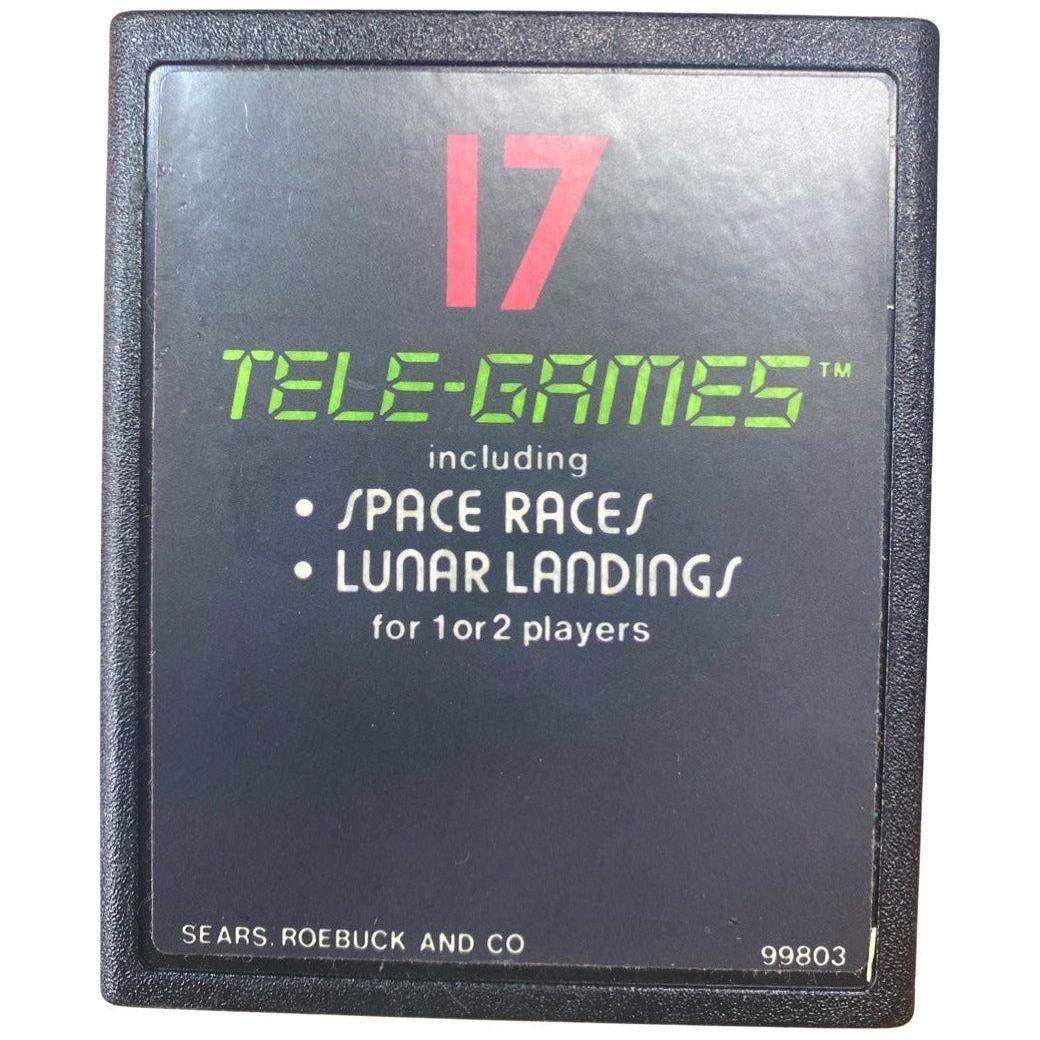 17
TELE-GAMES™
including
• SPACE RACES
• LUNAR LANDINGS
for 1 or 2 players
SEARS. ROEBUCK AND CO
99803